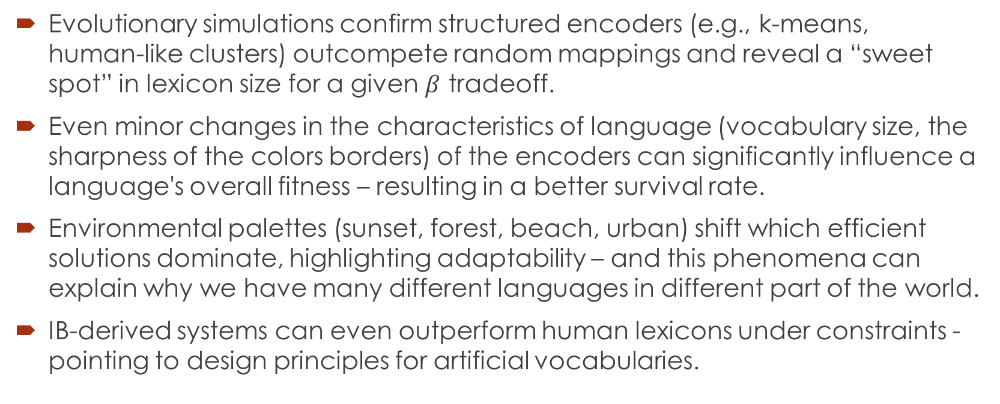 Evolutionary simulations confirm structured encoders (e.g., k-means,
human-like clusters) outcompete random mappings and reveal a “sweet
spot” in lexicon size for a given β tradeoff.
Even minor changes in the characteristics of language (vocabulary size, the
sharpness of the colors borders) of the encoders can significantly influence a
language's overall fitness – resulting in a better survival rate.
Environmental palettes (sunset, forest, beach, urban) shift which efficient
solutions dominate, highlighting adaptability – and this phenomena can
explain why we have many different languages in different part of the world.
IB-derived systems can even outperform human lexicons under constraints -
pointing to design principles for artificial vocabularies.